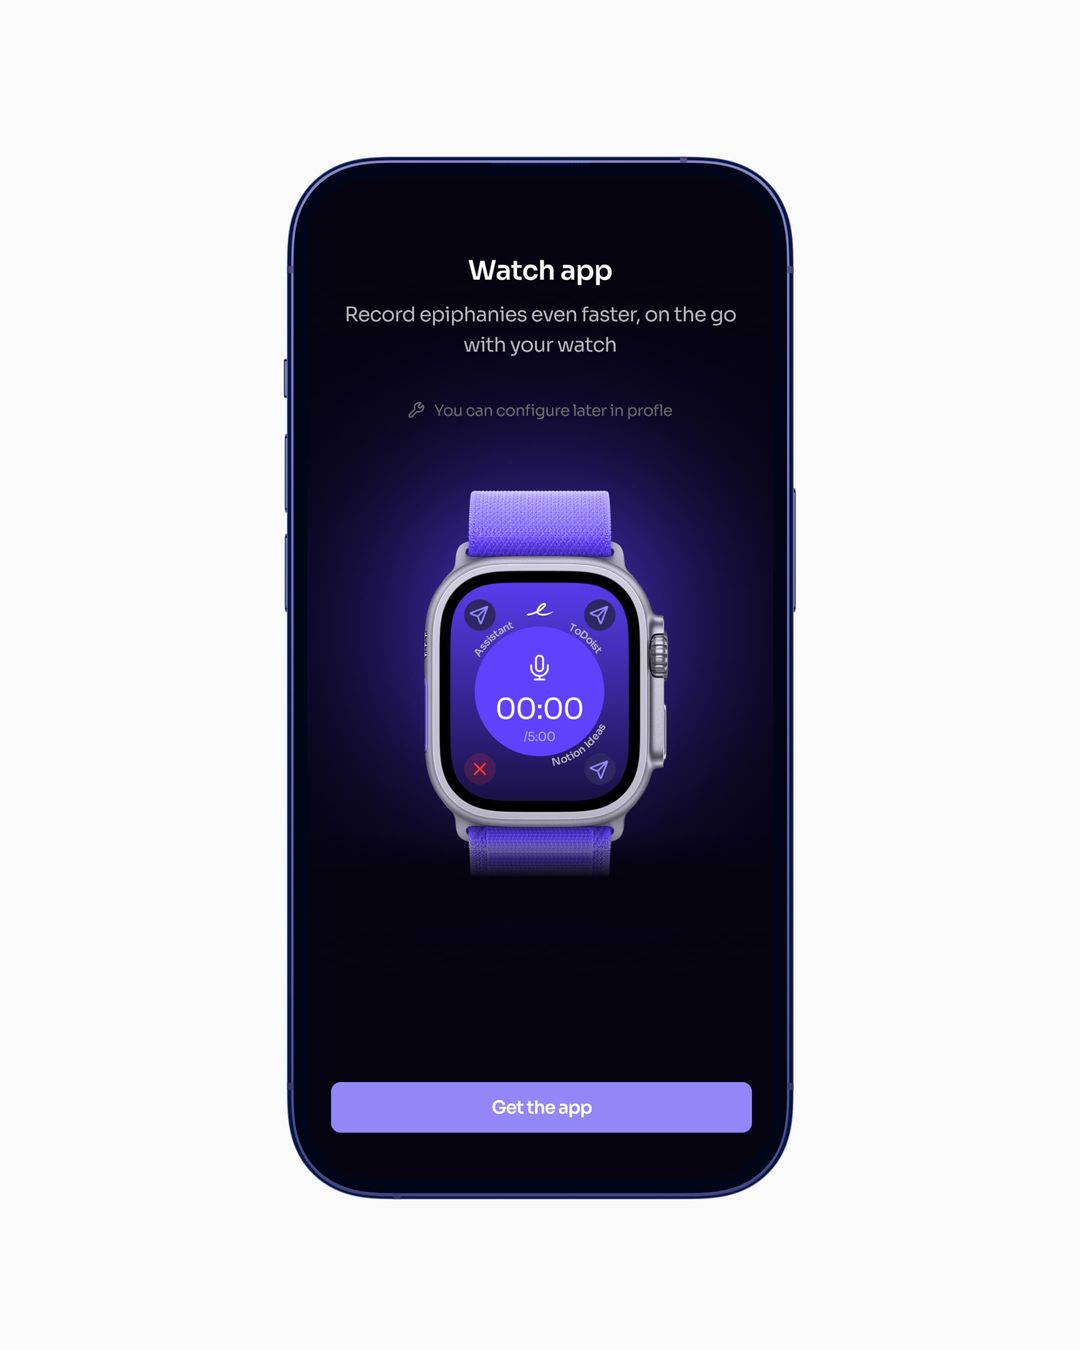 Watch app
Record epiphanies even faster, on the go
with your watch
You can configure later in profle
Assistant
ToDoist
00:00
/5:00
Notion Ideas
Get the app